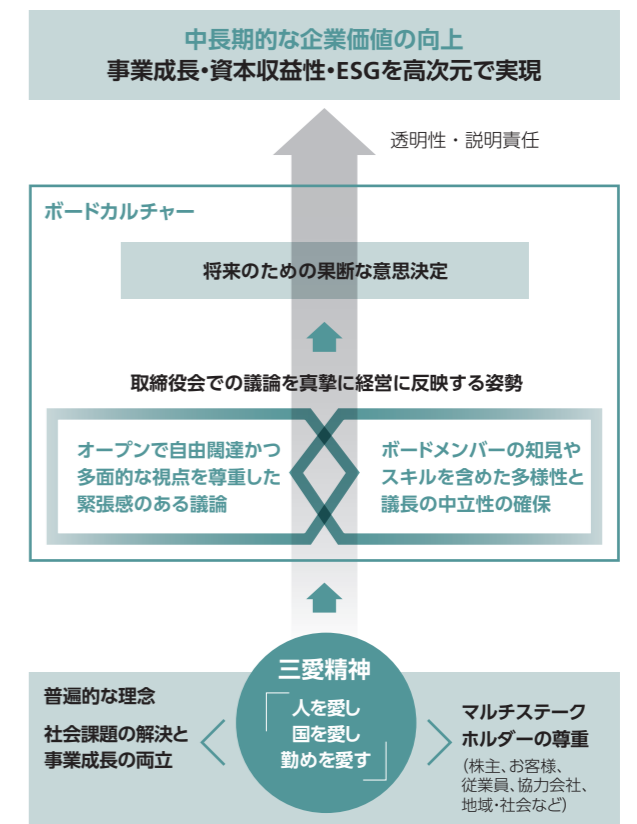 中長期的な企業価値の向上
事業成長・資本収益性・ESGを高次元で実現
透明性・説明責任
ボードカルチャー
将来のための果断な意思決定
取締役会での議論を真摯に経営に反映する姿勢
オープンで自由闊達かつ
多面的な視点を尊重した
緊張感のある議論
ボードメンバーの知見や
スキルを含めた多様性と
議長の中立性の確保
三愛精神
「人を愛し
国を愛し
勤めを愛す」
普遍的な理念
社会課題の解決と
事業成長の両立
マルチステーク
ホルダーの尊重
(株主、お客様、
従業員、協力会社、
地域・社会など)